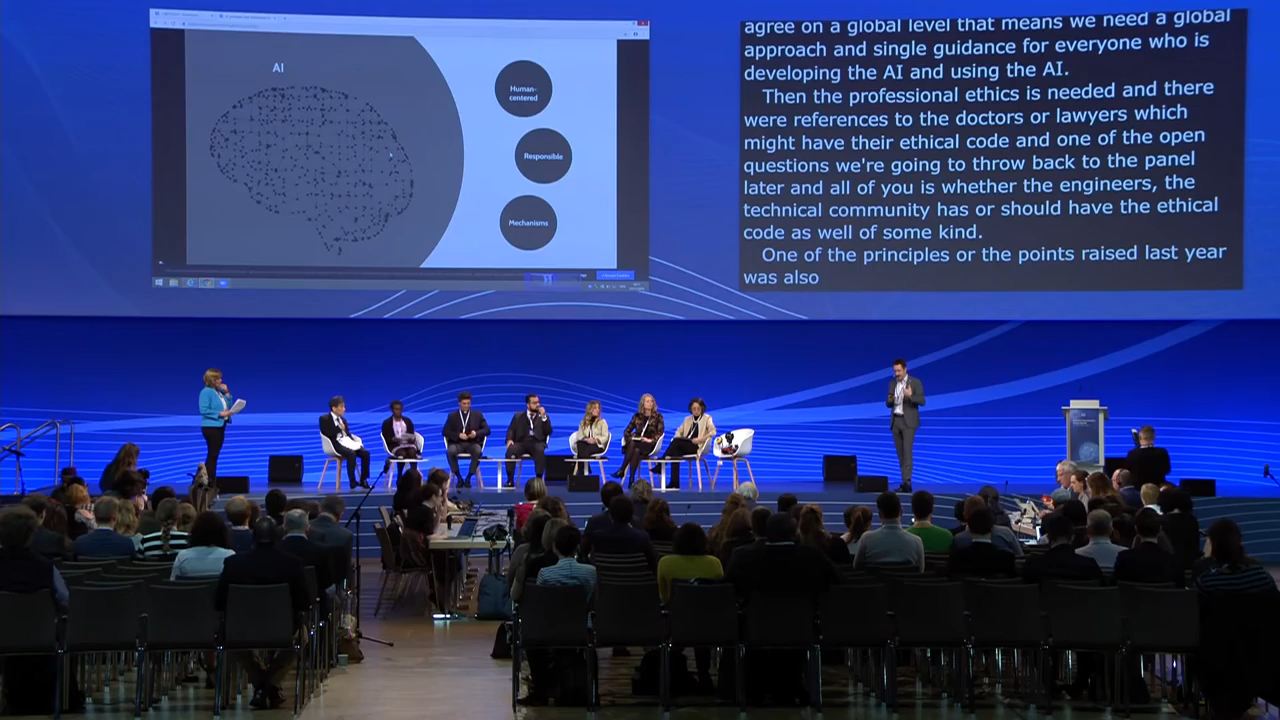 AI
Human-
centered
Responsible
Mechanisms
agree on a global level that means we need a global
approach and single guidance for everyone who is
developing the AI and using the AI.
Then the professional ethics is needed and there
were references to the doctors or lawyers which
might have their ethical code and one of the open
questions we're going to throw back to the panel
later and all of you is whether the engineers, the
technical community has or should have the ethical
code as well of some kind.
One of the principles or the points raised last year
was also